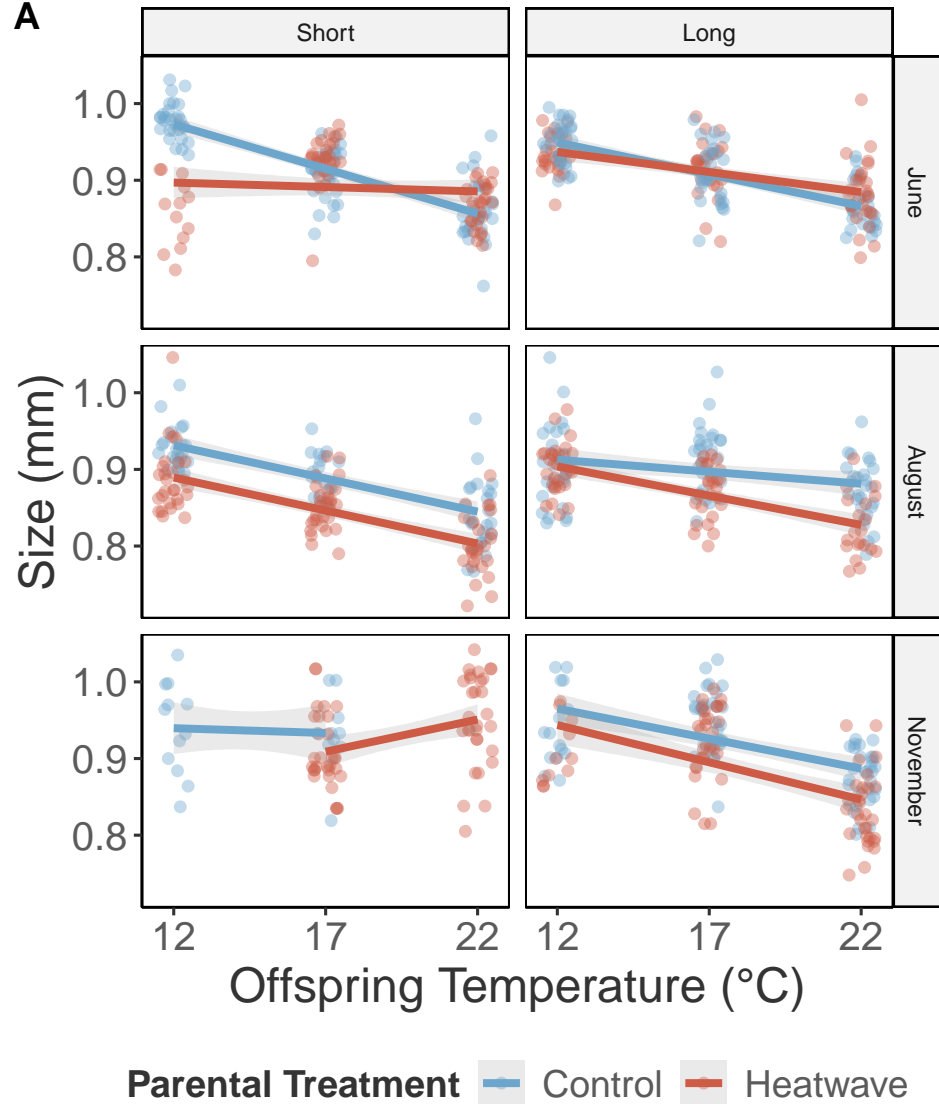 A
Short Long
1.0
0.9
0.8
June
1.0
0.9
0.8
August
1.0
0.9
0.8
November
Size (mm)
12 17 22 12 17 22
Offspring Temperature (°C)
Parental Treatment Control Heatwave